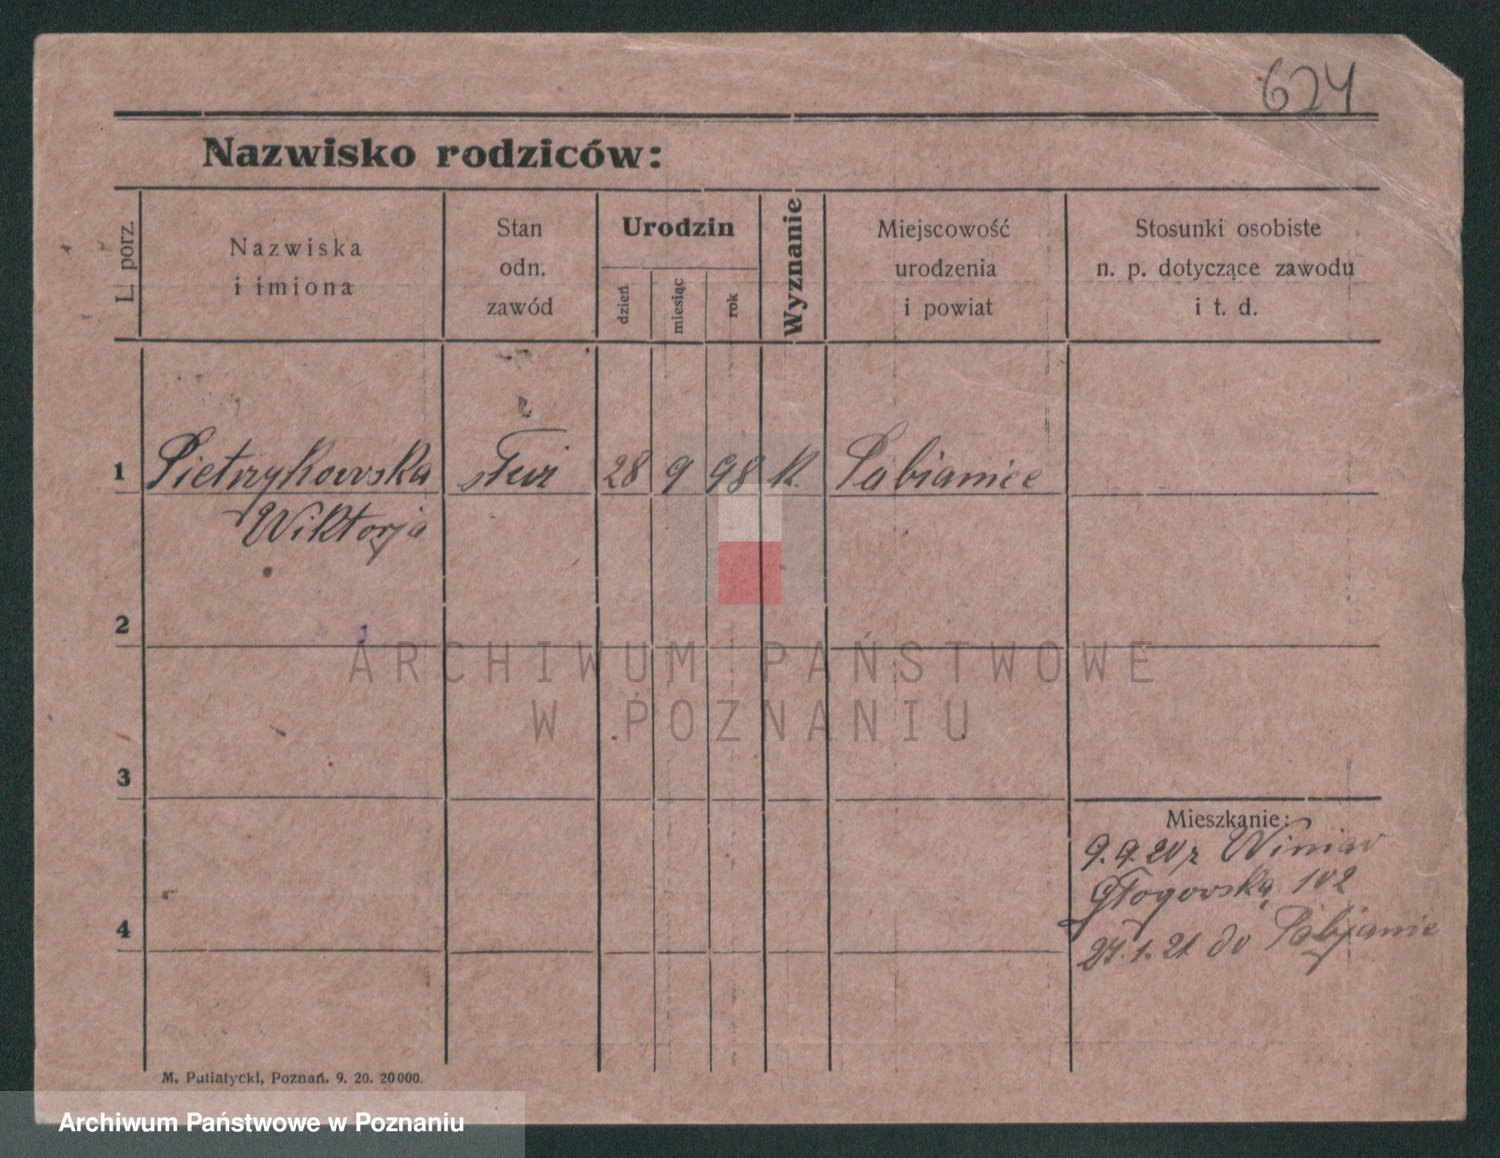 624
Nazwisko rodziców:
L. porz.
Nazwiska
i imiona
Stan
odn.
zawód
Urodzin
dzień
miesiąc
rok
Wyznanie
Miejscowość
urodzenia
i powiat
Stosunki osobiste
n. p. dotyczące zawodu
i t. d.
1 Pietrzykowska 28 9 98 k. Pabianice
Wiktorja
2
3
4
Mieszkanie:
9.9.20 z Winiar
Głogowska 102
27.1.21 do Pabjanic
M. Putiatycki, Poznań. 9. 20. 20000.
ARCHIWUM PAŃSTWOWE
W POZNANIU
Archiwum Państwowe w Poznaniu